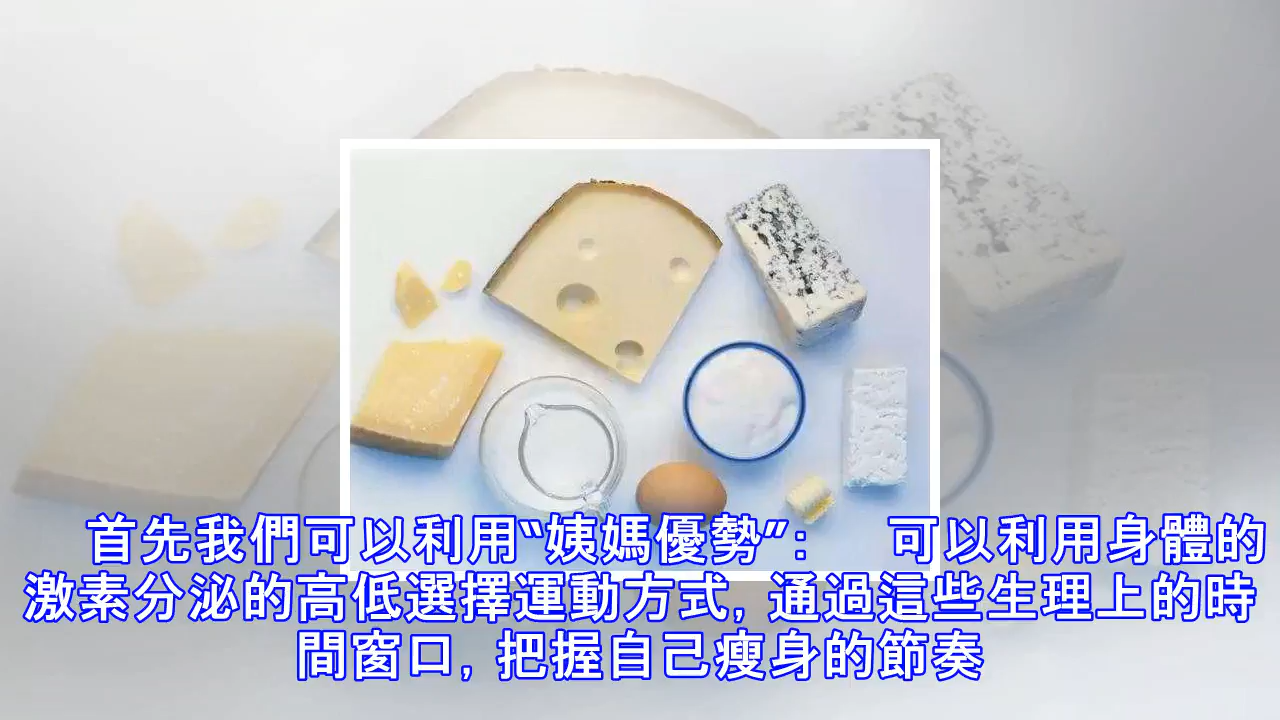 首先我們可以利用“姨媽優勢”： 可以利用身體的
激素分泌的高低選擇運動方式, 通過這些生理上的時
間窗口, 把握自己瘦身的節奏